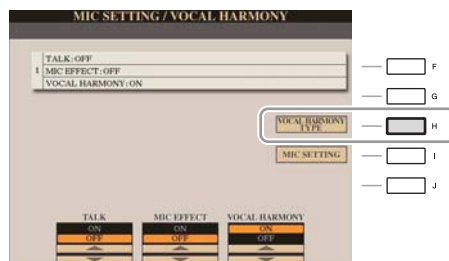 MIC SETTING / VOCAL HARMONY
TALK:OFF
1 MIC EFFECT:OFF
VOCAL HARMONY:ON
F
G
VOCAL HARMONY
TYPE
H
MIC SETTING
I
J
TALK MIC EFFECT VOCAL HARMONY
ON ON ON
OFF OFF OFF